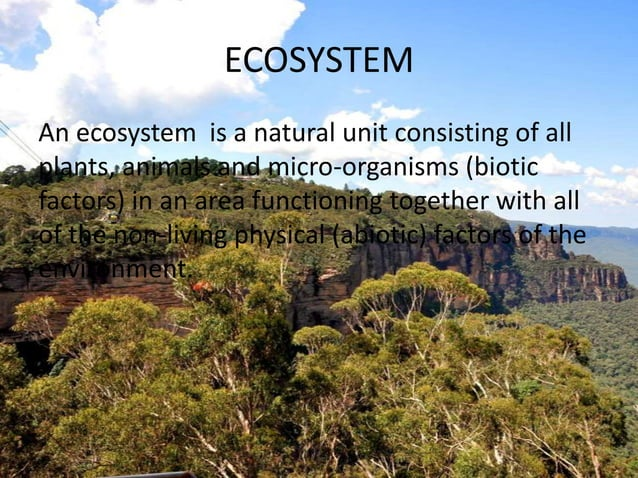 ECOSYSTEM
An ecosystem  is a natural unit consisting of all
plants, animals and micro-organisms (biotic
factors) in an area functioning together with all
of the non-living physical (abiotic) factors of the
environment.